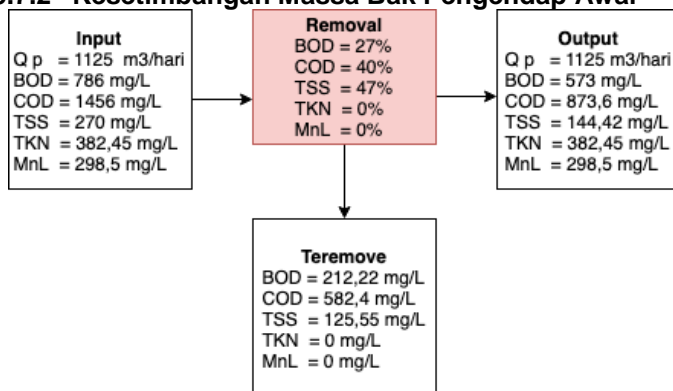 Kesetimbangan Massa Bak Pengendap Awal
Input
Q p = 1125 m3/hari
BOD = 786 mg/L
COD = 1456 mg/L
TSS = 270 mg/L
TKN = 382,45 mg/L
MnL = 298,5 mg/L
Removal
BOD = 27%
COD = 40%
TSS = 47%
TKN = 0%
MnL = 0%
Output
Q p = 1125 m3/hari
BOD = 573 mg/L
COD = 873,6 mg/L
TSS = 144,42 mg/L
TKN = 382,45 mg/L
MnL = 298,5 mg/L
Teremove
BOD = 212,22 mg/L
COD = 582,4 mg/L
TSS = 125,55 mg/L
TKN = 0 mg/L
MnL = 0 mg/L